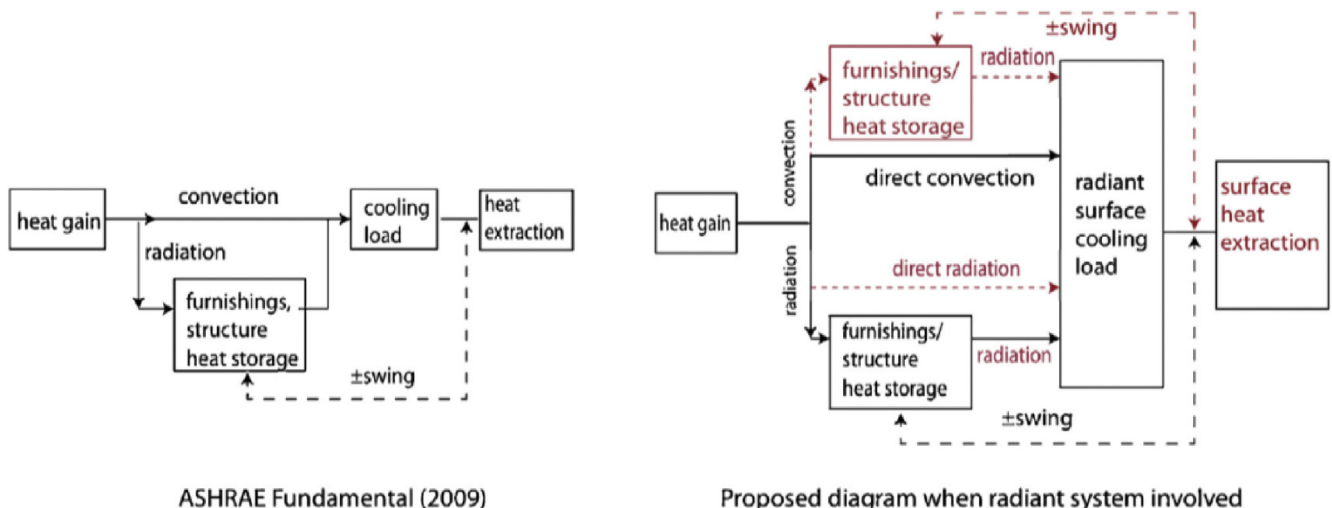 heat gain
convection
radiation
furnishings,
structure
heat storage
cooling
load
heat
extraction
±swing
ASHRAE Fundamental (2009)
heat gain
convection
radiation
furnishings/
structure
heat storage
radiation
±swing
direct convection
direct radiation
furnishings/
structure
heat storage
radiation
±swing
radiant
surface
cooling
load
surface
heat
extraction
Proposed diagram when radiant system involved